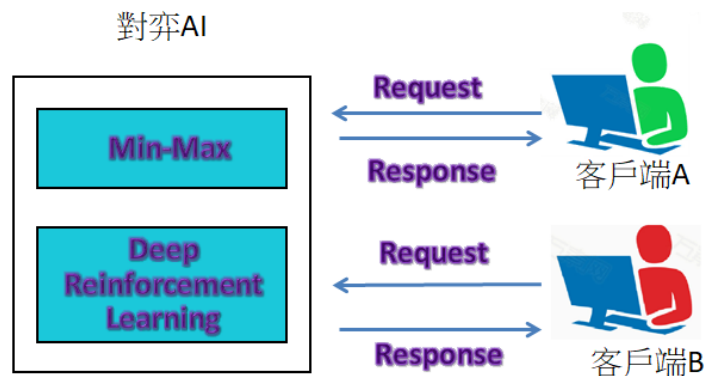 對弈AI
Min-Max
Deep
Reinforcement
Learning
Request
Response
客戶端A
Request
Response
客戶端B